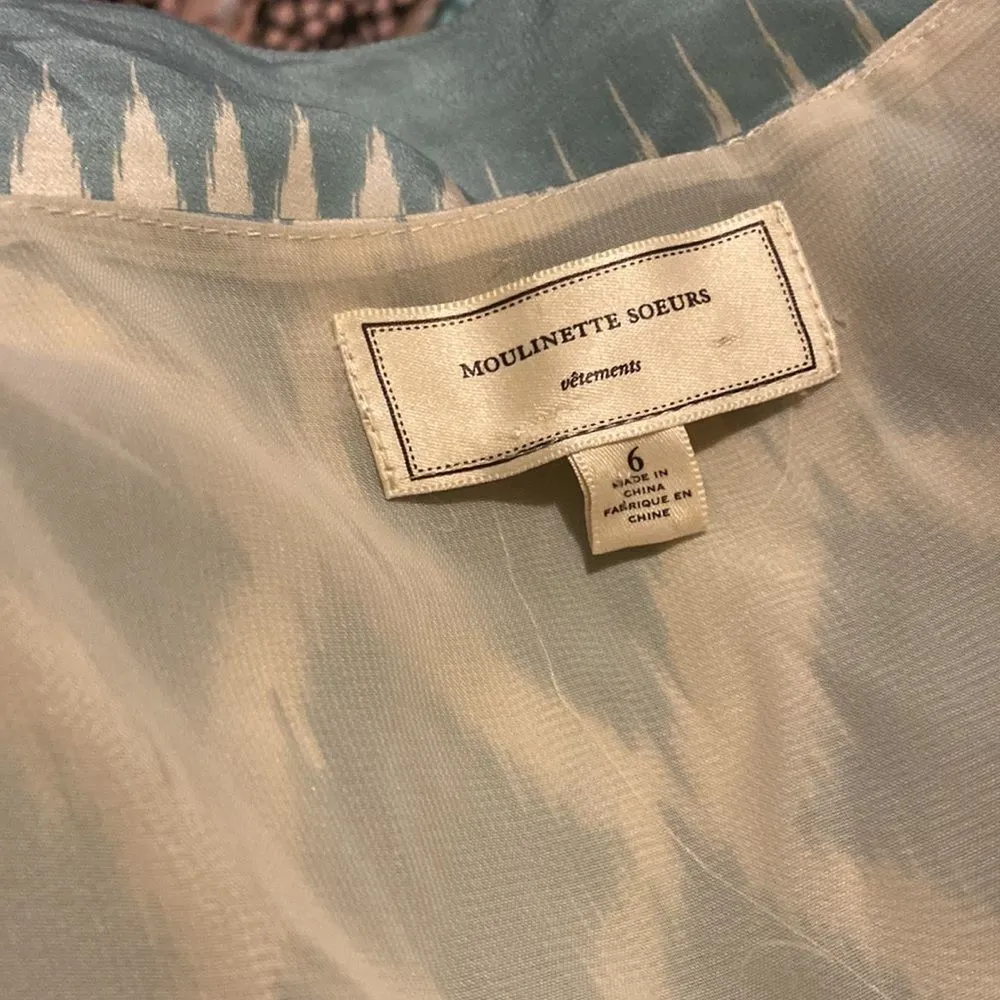 MOULINETTE SOEURS
vêtements
6
MADE IN
CHINA
FABRIQUE EN
CHINE